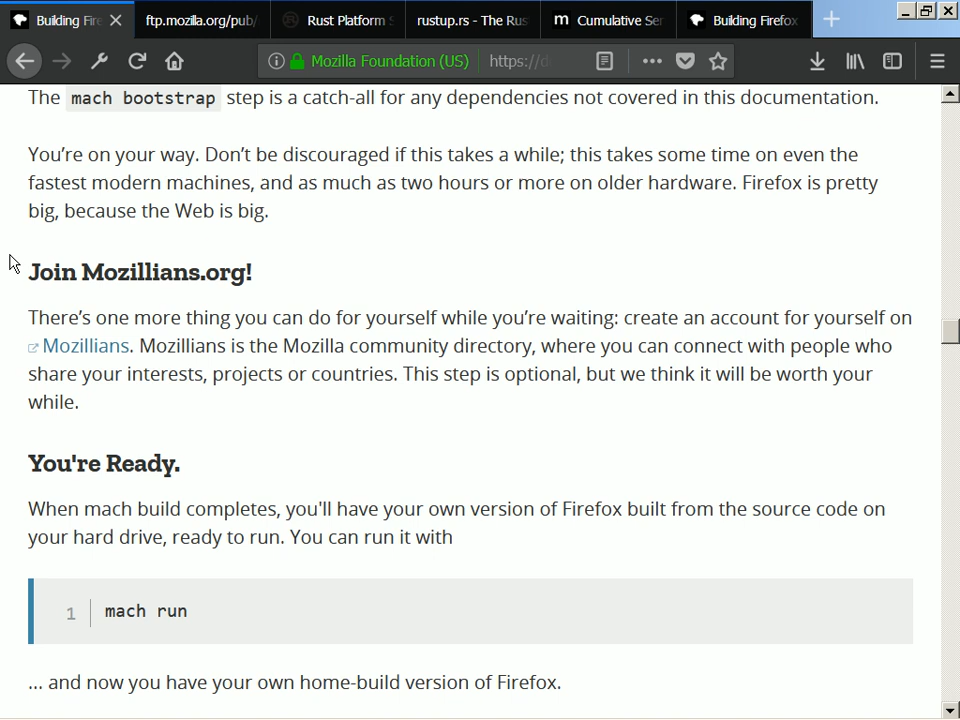 Building Fire
ftp.mozilla.org/pub/
Rust Platform S
rustup.rs - The Rus
Cumulative Ser
Building Firefox
Mozilla Foundation (US)
https://d
The mach bootstrap step is a catch-all for any dependencies not covered in this documentation.
You’re on your way. Don’t be discouraged if this takes a while; this takes some time on even the
fastest modern machines, and as much as two hours or more on older hardware. Firefox is pretty
big, because the Web is big.
Join Mozillians.org!
There’s one more thing you can do for yourself while you’re waiting: create an account for yourself on
Mozillians. Mozillians is the Mozilla community directory, where you can connect with people who
share your interests, projects or countries. This step is optional, but we think it will be worth your
while.
You're Ready.
When mach build completes, you'll have your own version of Firefox built from the source code on
your hard drive, ready to run. You can run it with
1 mach run
... and now you have your own home-build version of Firefox.